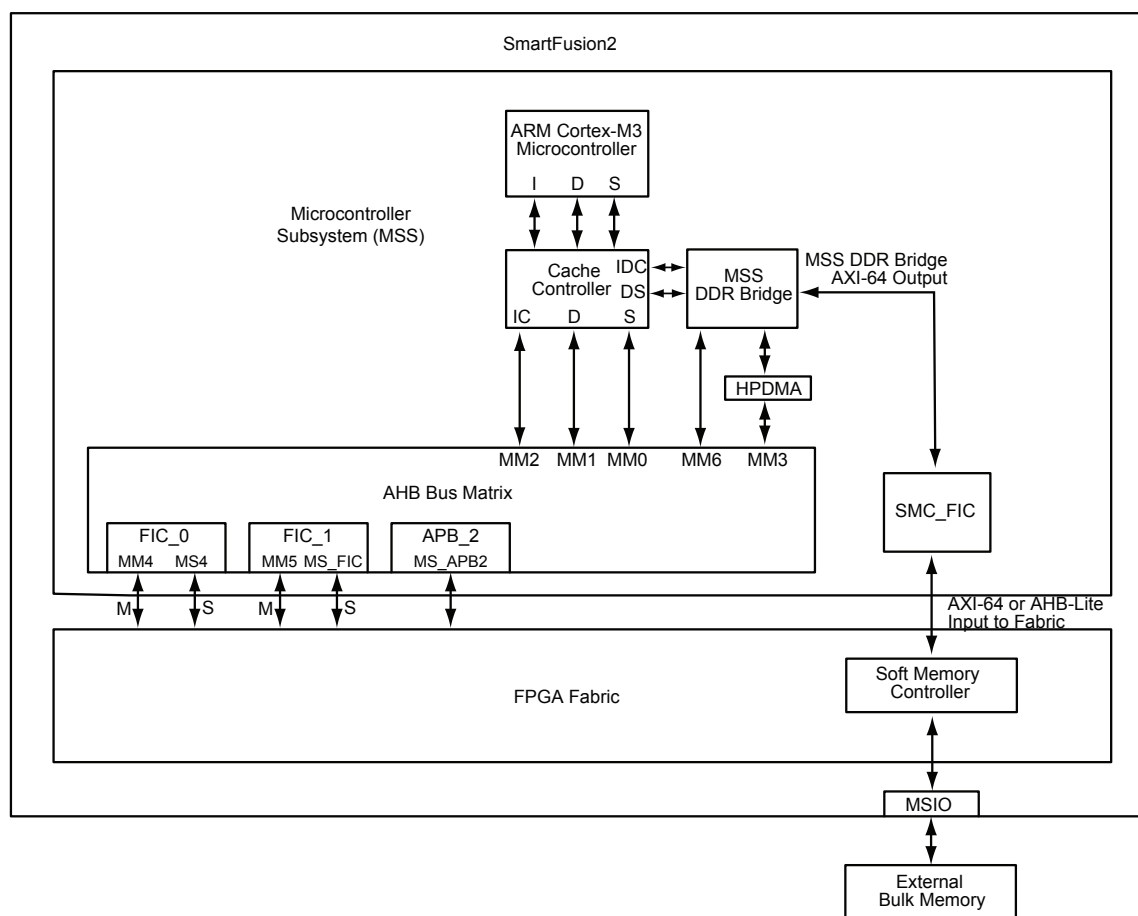 SmartFusion2
ARM Cortex-M3
Microcontroller
I D S
Microcontroller
Subsystem (MSS)
Cache
Controller
IDC
DS
IC D S
MSS
DDR Bridge
MSS DDR Bridge
AXI-64 Output
HPDMA
MM2 MM1 MM0 MM6 MM3
AHB Bus Matrix
SMC_FIC
FIC_0
MM4 MS4
FIC_1
MM5 MS_FIC
APB_2
MS_APB2
M S M S
AXI-64 or AHB-Lite
Input to Fabric
FPGA Fabric
Soft Memory
Controller
MSIO
External
Bulk Memory